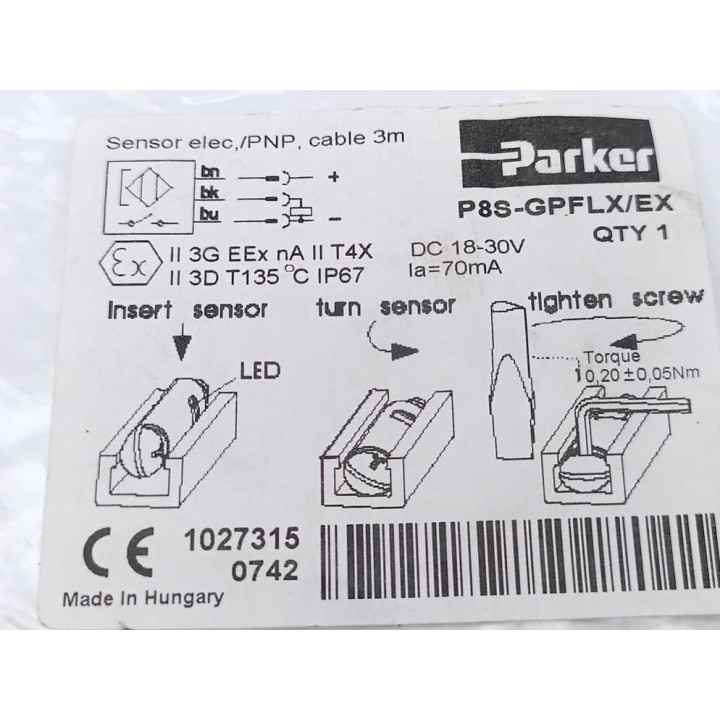 Sensor elec,/PNP, cable 3m
Parker
bn
+
bk
bu
-
P8S-GPFLX/EX
QTY 1
Ex
II 3G EEx nA II T4X
II 3D T135 °C IP67
DC 18-30V
Ia=70mA
Insert sensor
turn sensor
tighten screw
LED
Torque
0,20±0,05Nm
CE
1027315
0742
Made In Hungary